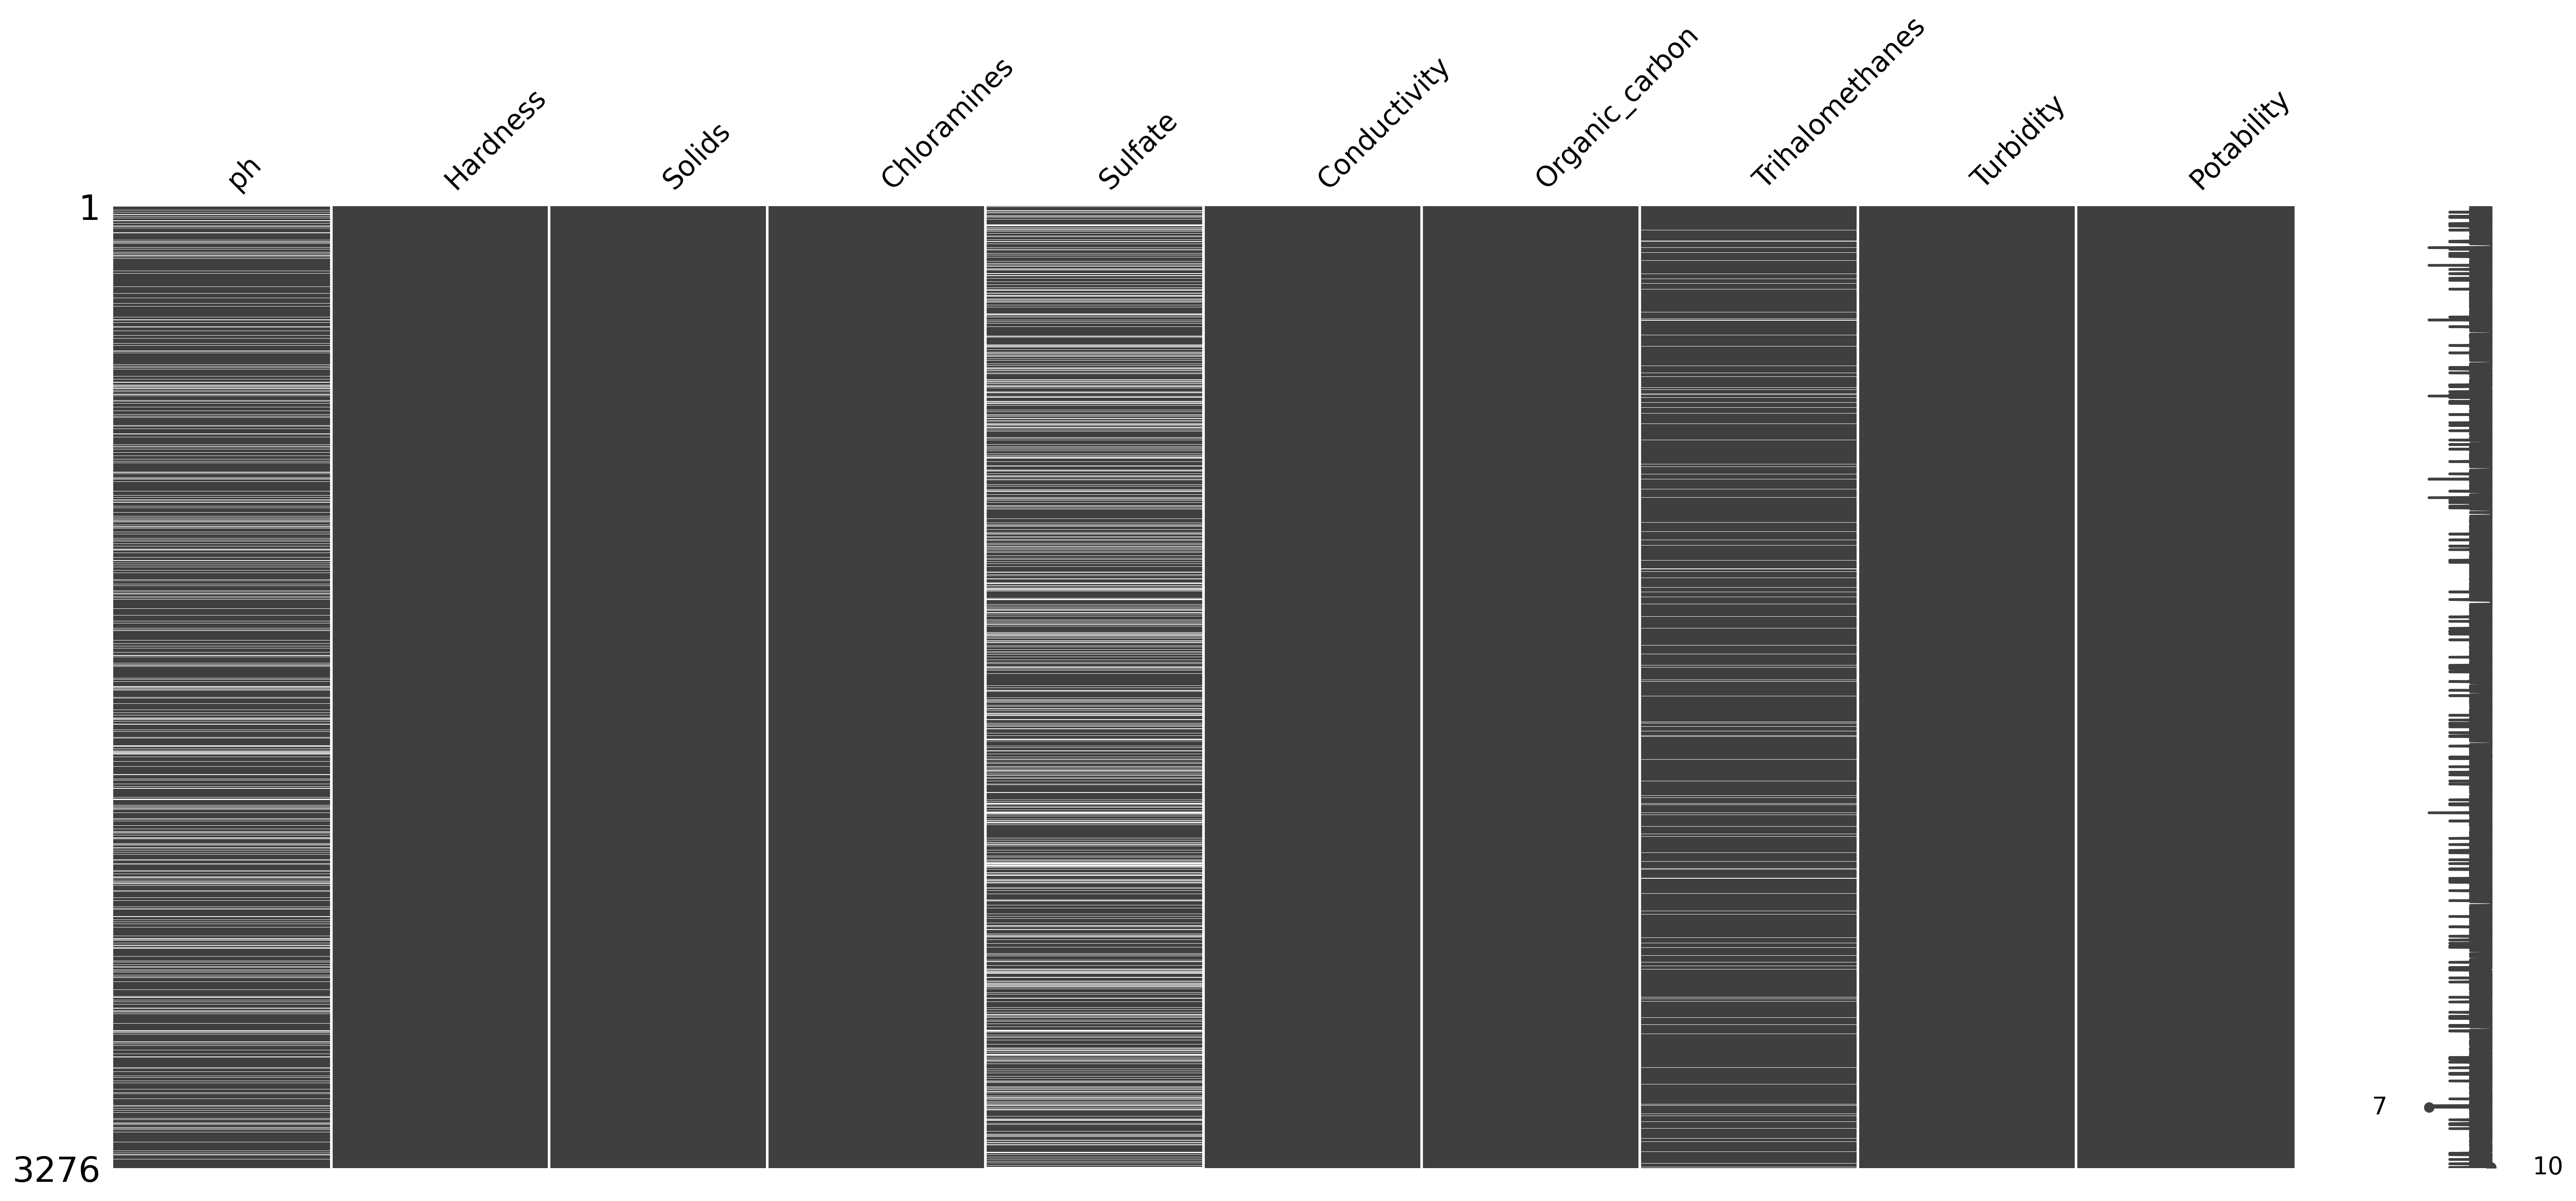 ph
Hardness
Solids
Chloramines
Sulfate
Conductivity
Organic_carbon
Trihalomethanes
Turbidity
Potability
1
7
3276
10